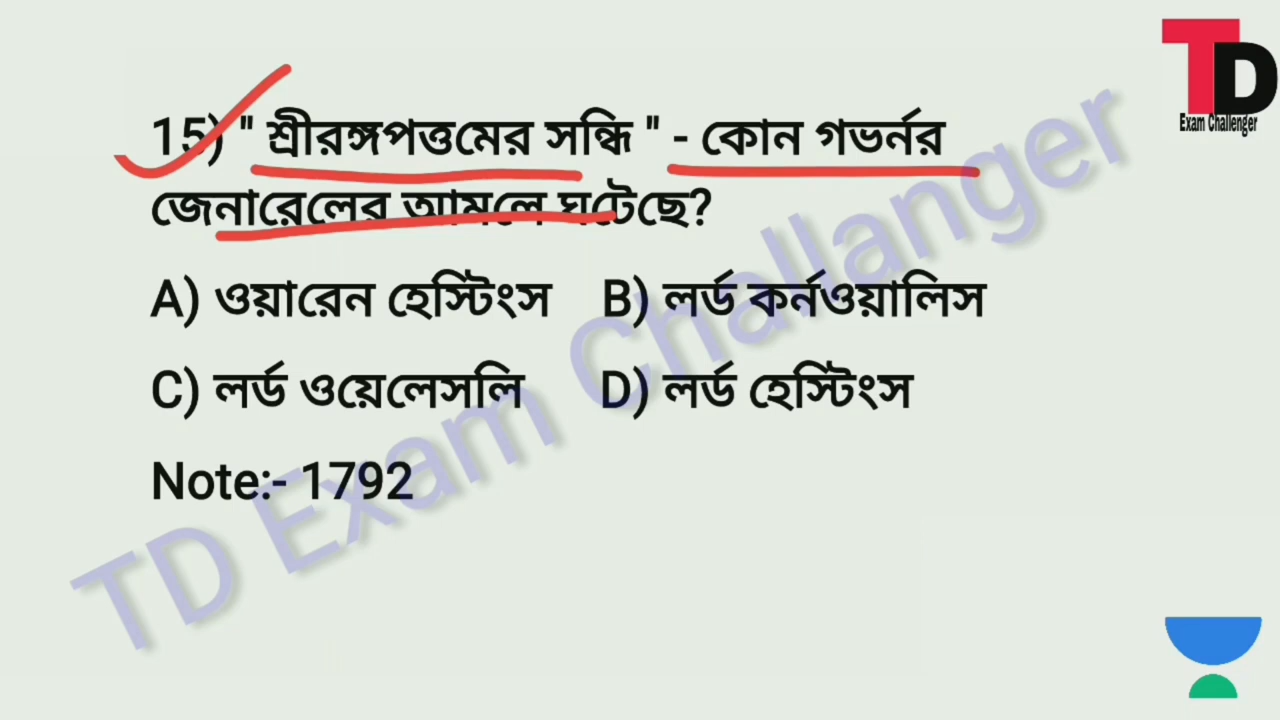 TD
Exam Challenger
15) " শ্রীরঙ্গপত্তমের সন্ধি " - কোন গভর্নর
জেনারেলের আমলে ঘটেছে?
A) ওয়ারেন হেস্টিংস B) লর্ড কর্নওয়ালিস
C) লর্ড ওয়েলেসলি D) লর্ড হেস্টিংস
Note:- 1792
TD Exam Challanger